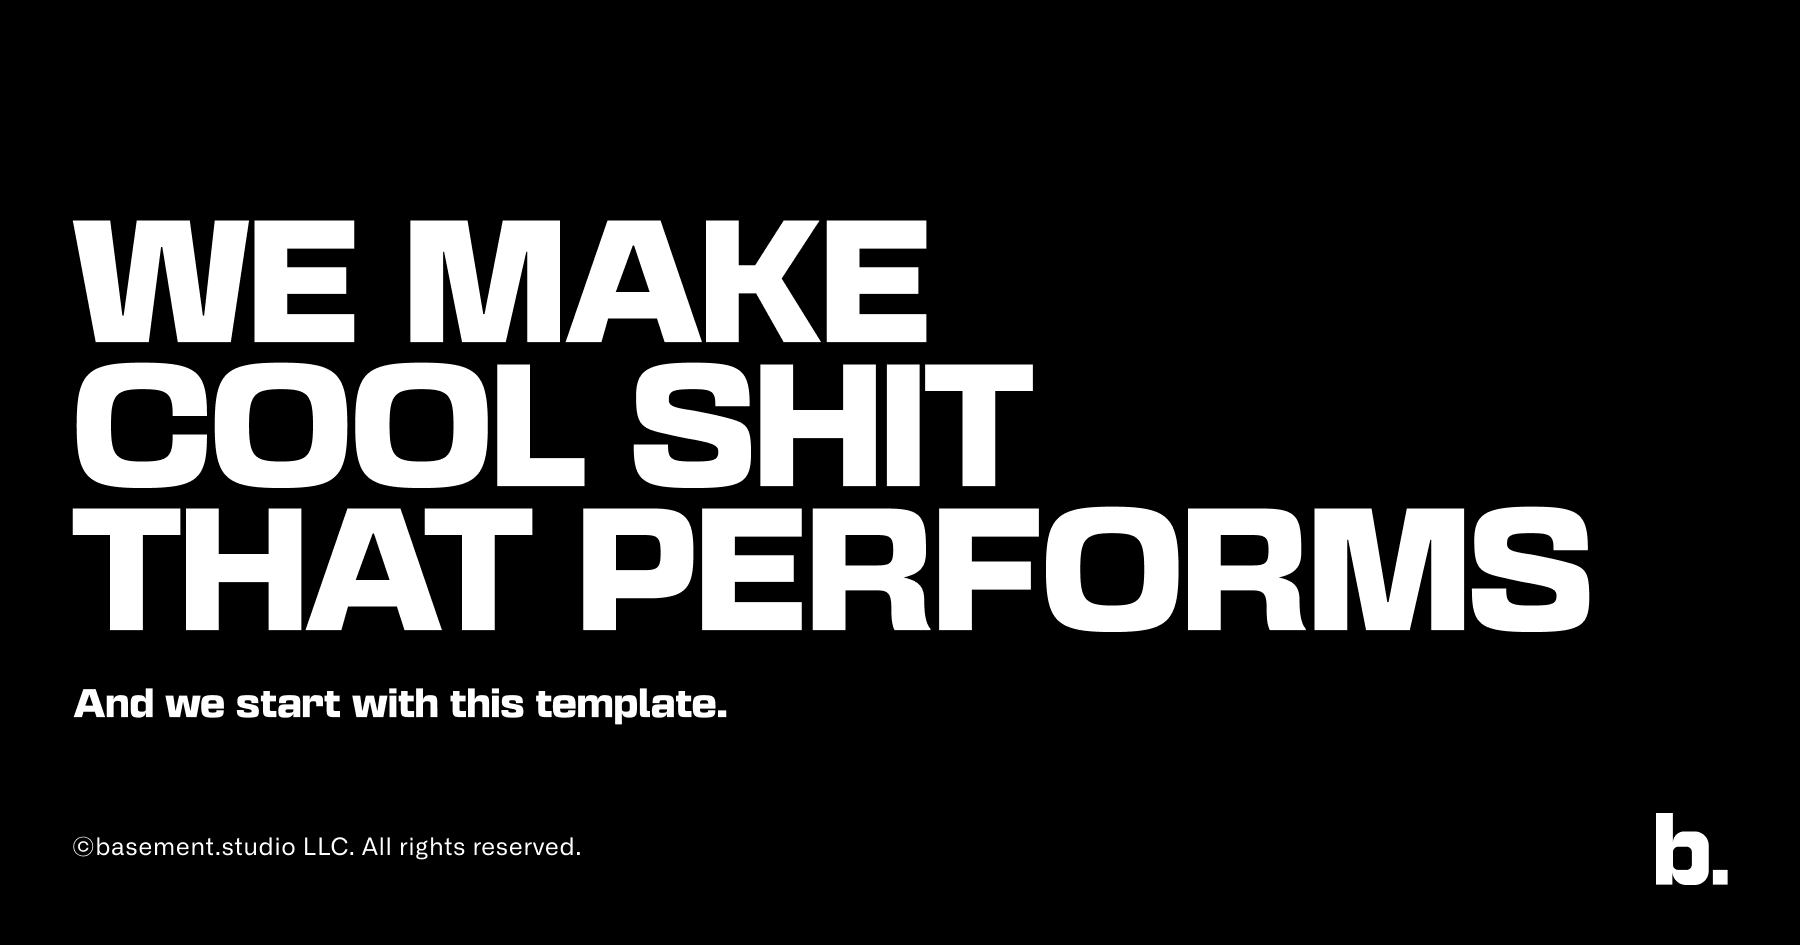 WE MAKE
COOL SHIT
THAT PERFORMS
And we start with this template.
©basement.studio LLC. All rights reserved.
b.